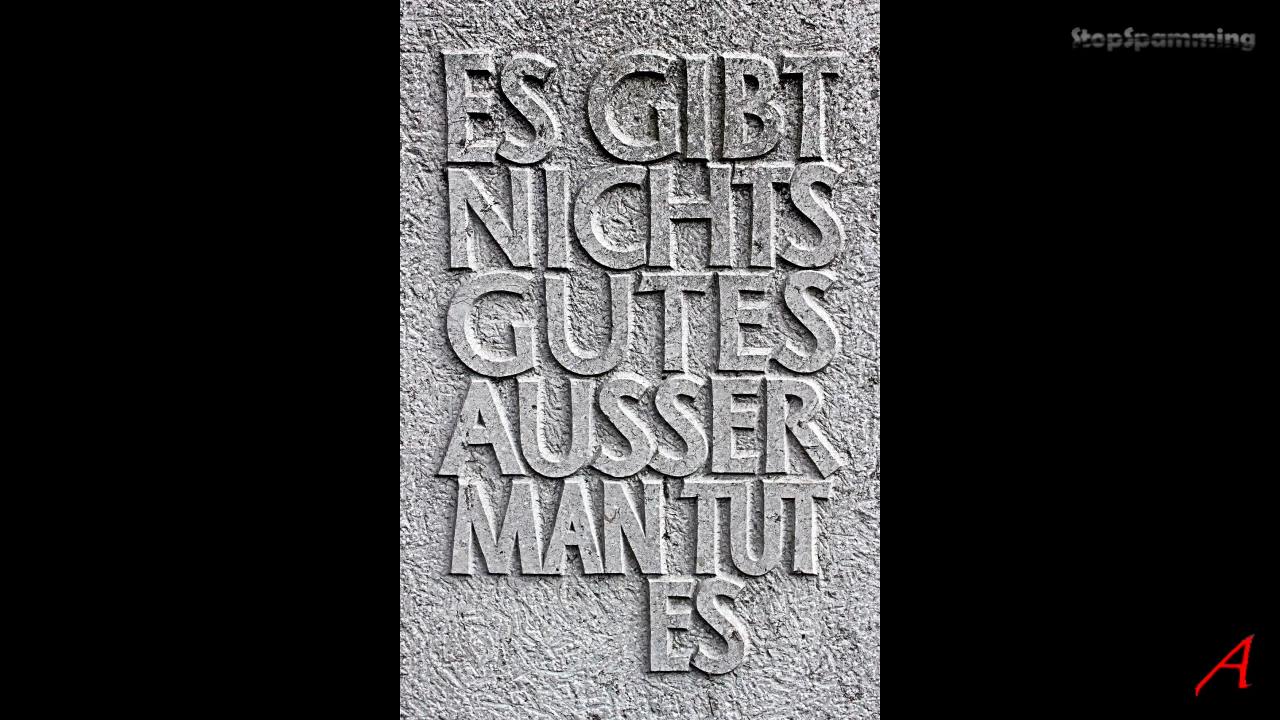 StopSpamming
ES GIBT
NICHTS
GUTES
AUSSER
MAN TUT
ES
A